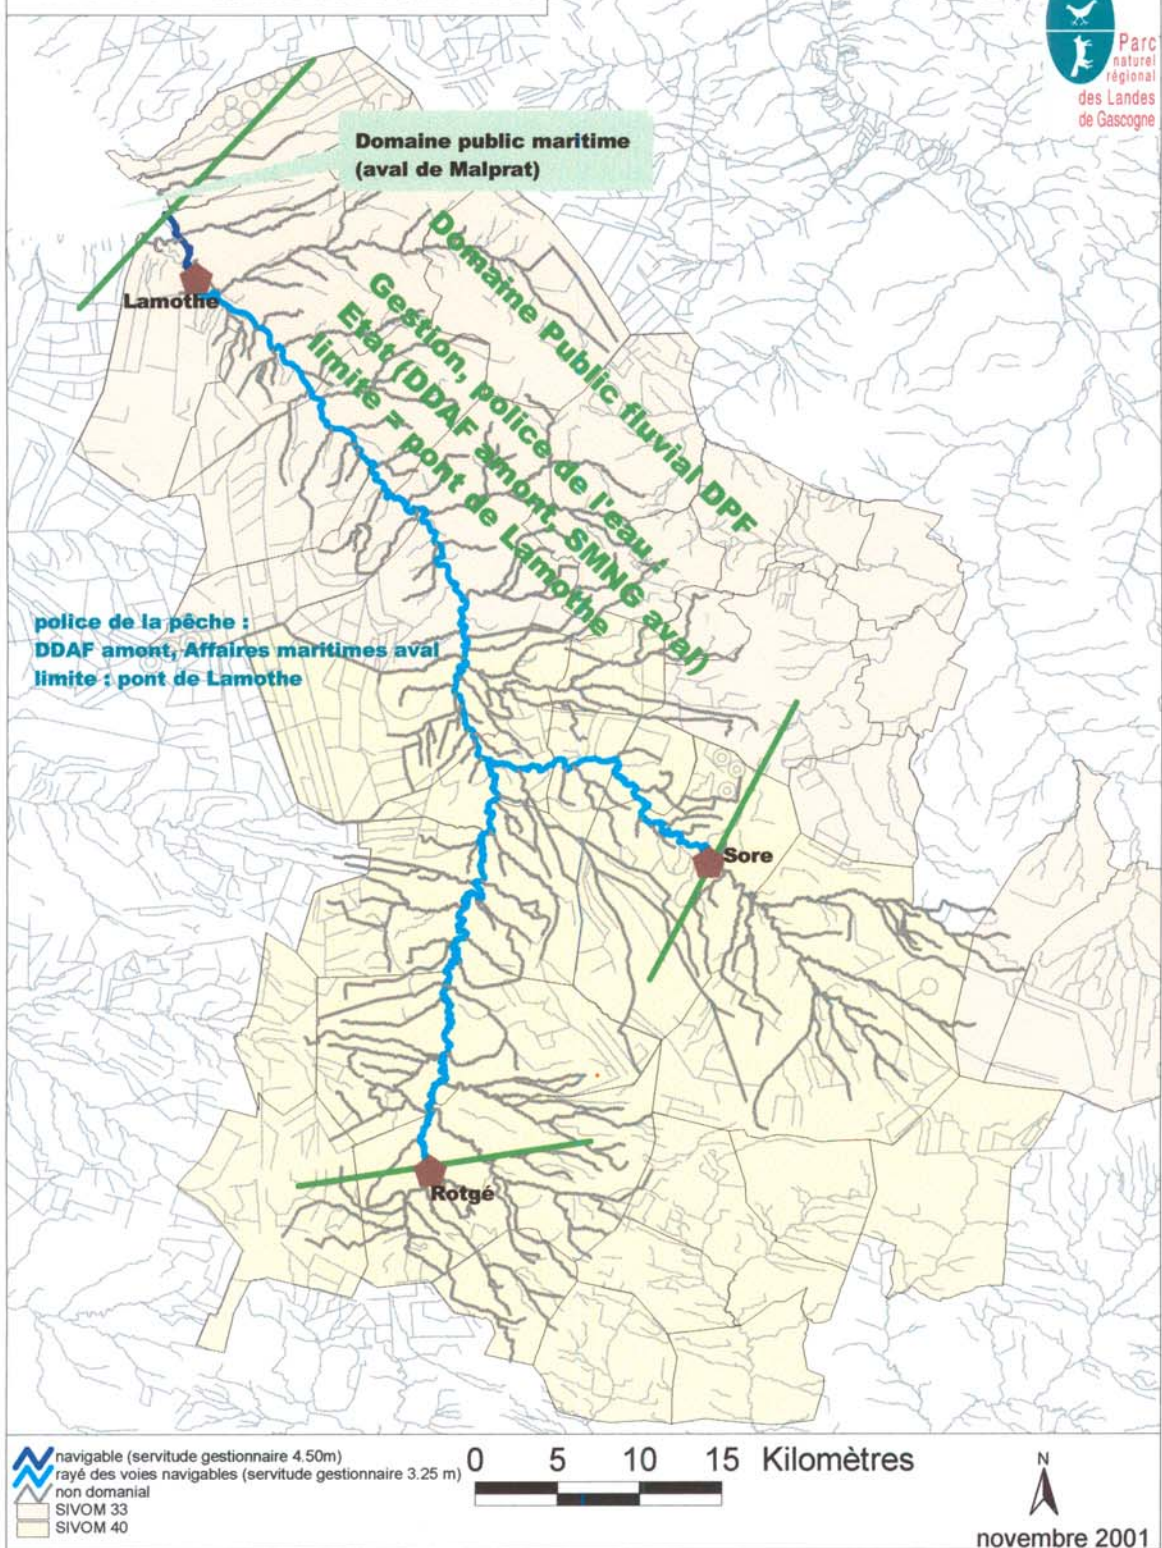 Parc
naturel
régional
des Landes
de Gascogne
Domaine public maritime
(aval de Malprat)
Domaine Public fluvial DPF
Gestion, police de l'eau :
Etat (DDAF amont, SMNG aval)
limite = pont de Lamothe
Lamothe
police de la pêche :
DDAF amont, Affaires maritimes aval
limite : pont de Lamothe
Sore
Rotgé
navigable (servitude gestionnaire 4.50m)
rayé des voies navigables (servitude gestionnaire 3.25 m)
non domanial
SIVOM 33
SIVOM 40
0 5 10 15 Kilomètres
N
novembre 2001